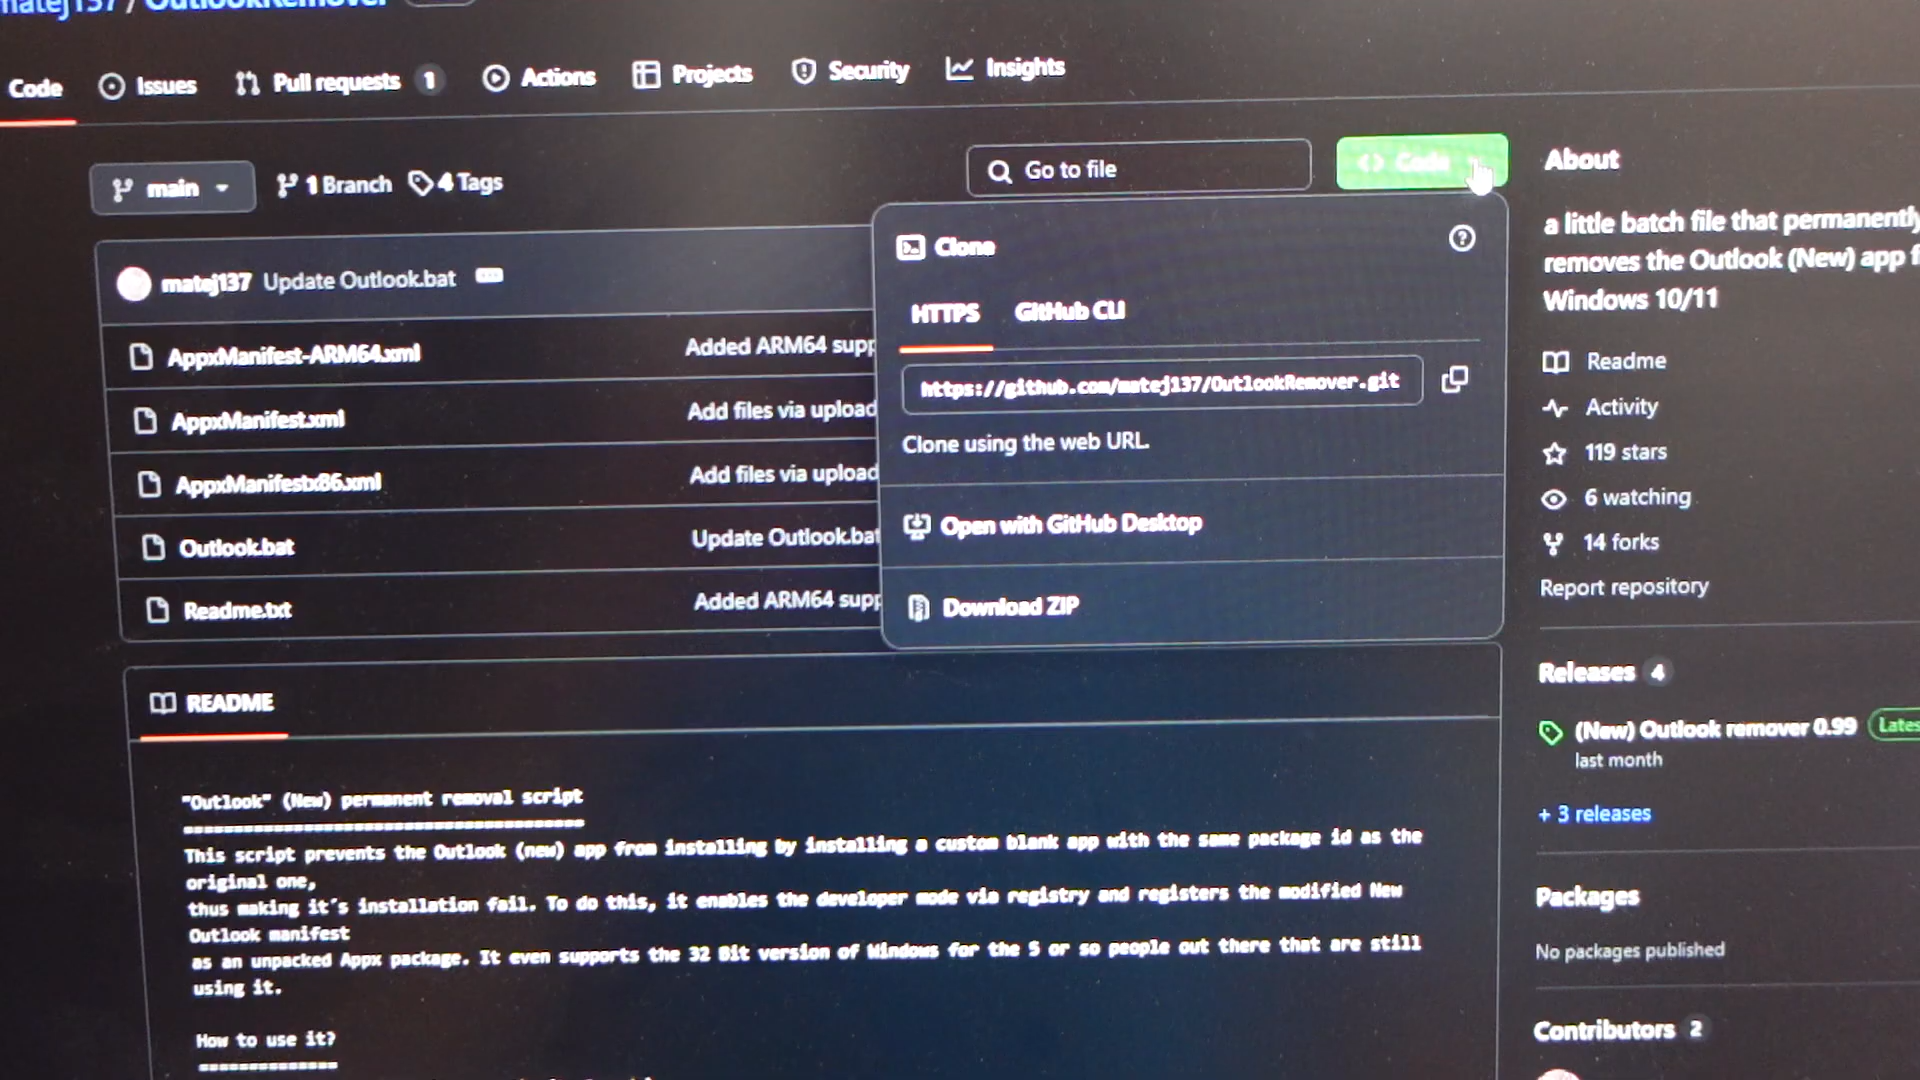 matej137 / OutlookRemover
Code Issues Pull requests 1 Actions Projects Security Insights
main 1 Branch 4 Tags Go to file Code
matej137 Update Outlook.bat
AppxManifest-ARM64.xml Added ARM64 supp
AppxManifest.xml Add files via upload
AppxManifestx86.xml Add files via upload
Outlook.bat Update Outlook.bat
Readme.txt Added ARM64 supp
Clone
HTTPS GitHub CLI
https://github.com/matej137/OutlookRemover.git
Clone using the web URL.
Open with GitHub Desktop
Download ZIP
README
"Outlook" (New) permanent removal script
========================================
This script prevents the Outlook (new) app from installing by installing a custom blank app with the same package id as the
original one,
thus making it's installation fail. To do this, it enables the developer mode via registry and registers the modified New
Outlook manifest
as an unpacked Appx package. It even supports the 32 Bit version of Windows for the 5 or so people out there that are still
using it.
How to use it?
==============
About
a little batch file that permanently
removes the Outlook (New) app f
Windows 10/11
Readme
Activity
119 stars
6 watching
14 forks
Report repository
Releases 4
(New) Outlook remover 0.99 Lates
last month
+ 3 releases
Packages
No packages published
Contributors 2